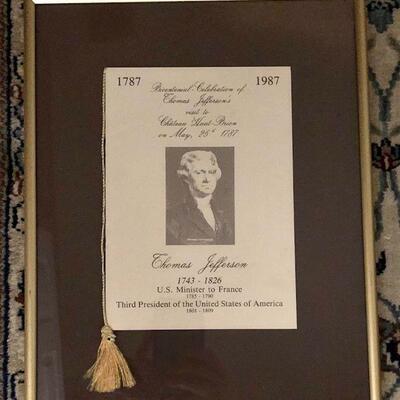 1787 1987
Bicentennial Celebration of
Thomas Jefferson's
visit to
Château Haut-Brion
on May, 25th 1787
Thomas Jefferson
1743 - 1826
U.S. Minister to France
1785 - 1790
Third President of the United States of America
1801 - 1809